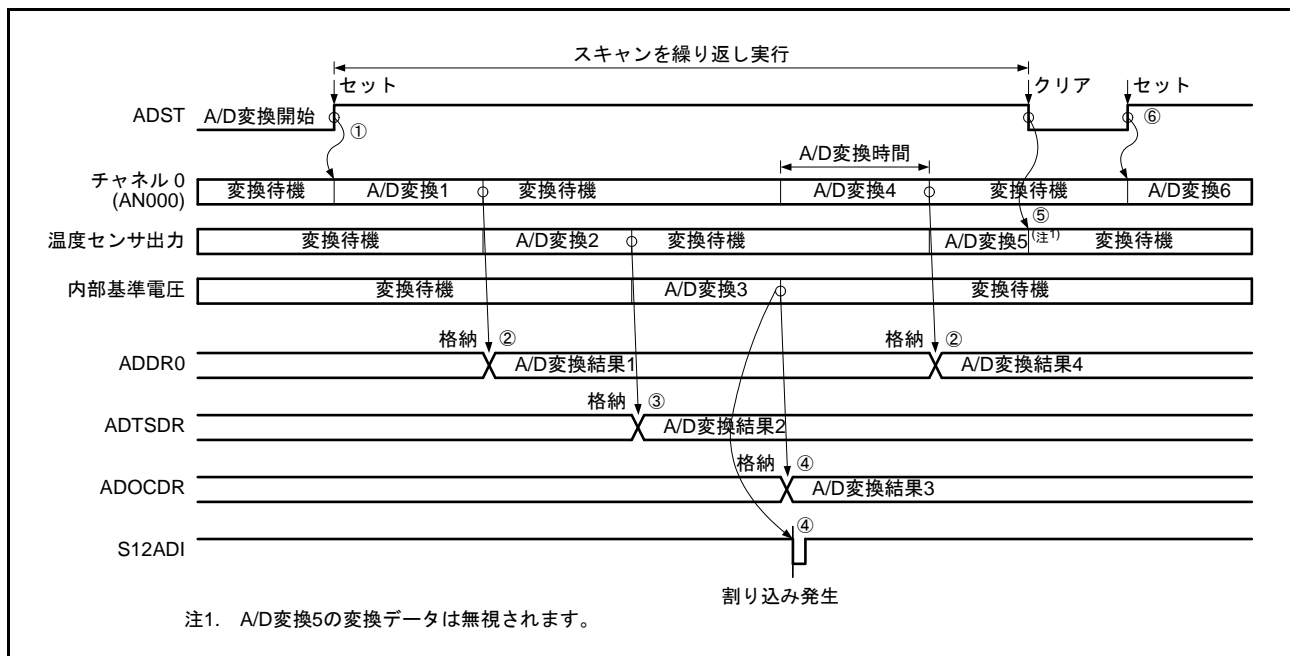 スキャンを繰り返し実行
セット
クリア
セット
ADST
A/D変換開始
①
⑥
A/D変換時間
チャネル 0
(AN000)
変換待機
A/D変換1
変換待機
A/D変換4
変換待機
A/D変換6
⑤
温度センサ出力
変換待機
A/D変換2
変換待機
A/D変換5(注1)
変換待機
内部基準電圧
変換待機
A/D変換3
変換待機
格納
②
格納
②
ADDR0
A/D変換結果1
A/D変換結果4
格納
③
ADTSDR
A/D変換結果2
格納
④
ADOCDR
A/D変換結果3
④
S12ADI
割り込み発生
注1. A/D変換5の変換データは無視されます。